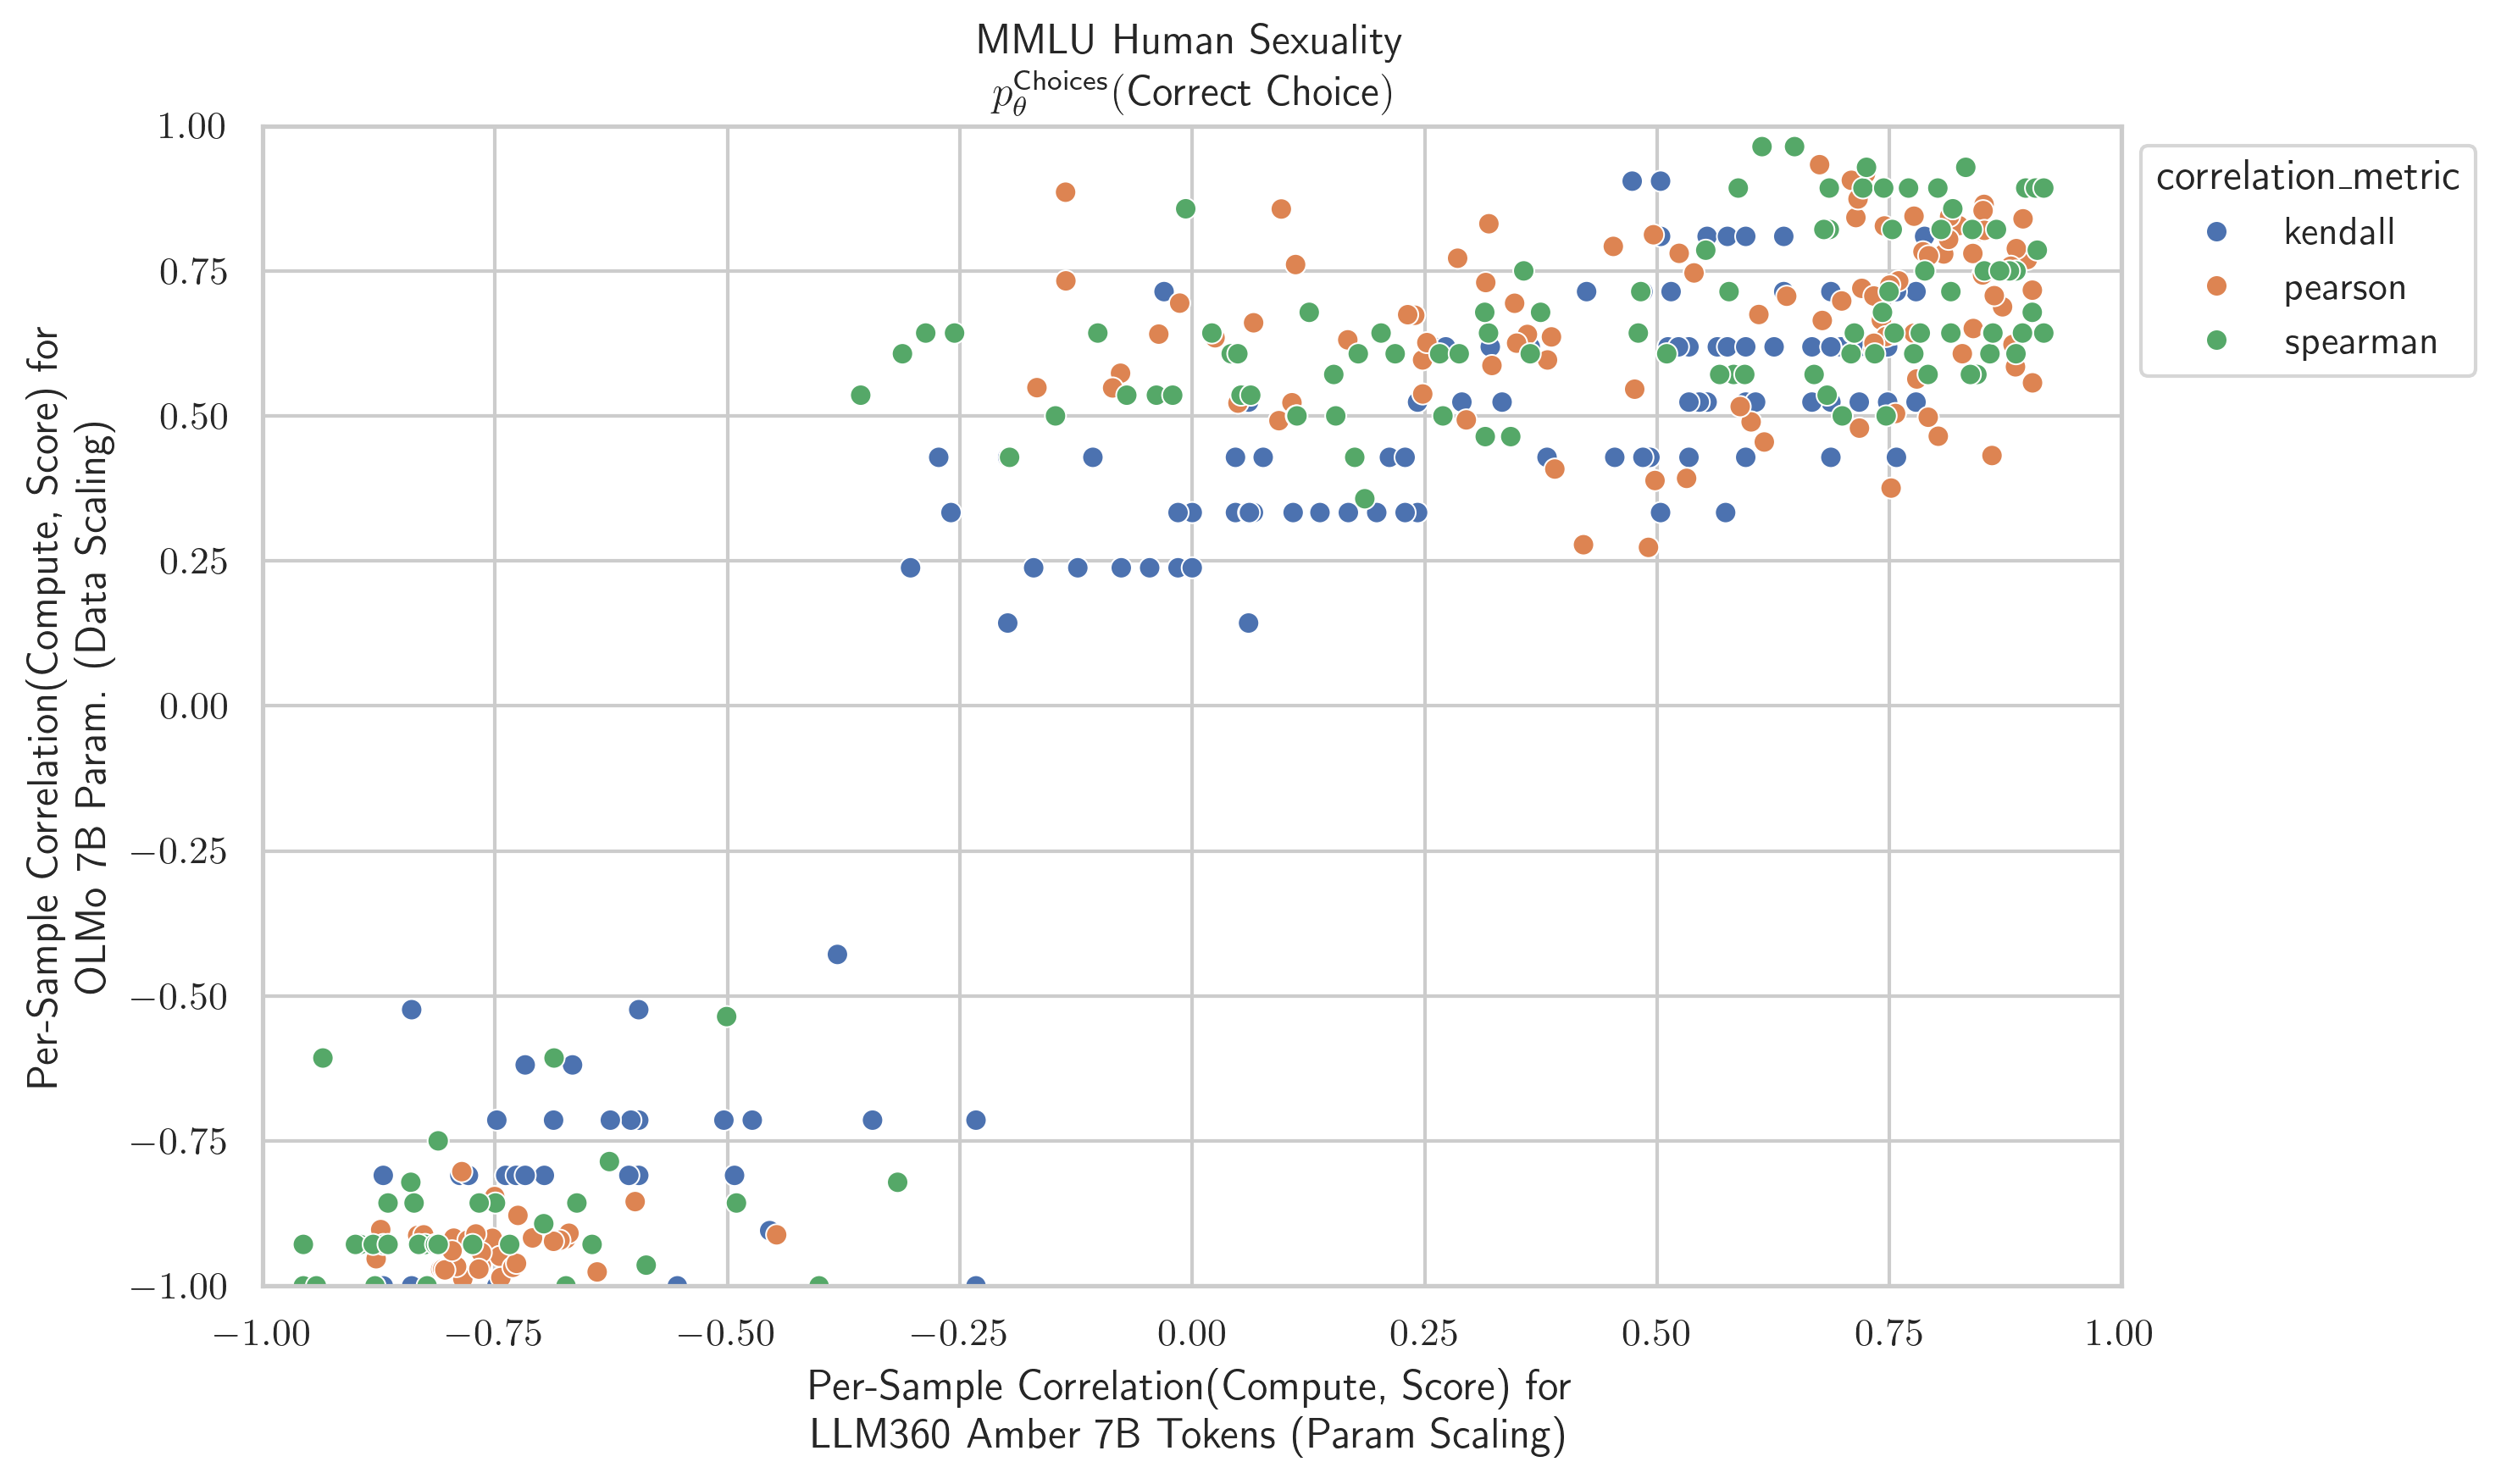 MMLU Human Sexuality
p_θ^Choices(Correct Choice)
1.00
0.75
0.50
0.25
0.00
−0.25
−0.50
−0.75
−1.00
Per-Sample Correlation(Compute, Score) for
OLMo 7B Param. (Data Scaling)
−1.00 −0.75 −0.50 −0.25 0.00 0.25 0.50 0.75 1.00
Per-Sample Correlation(Compute, Score) for
LLM360 Amber 7B Tokens (Param Scaling)
correlation_metric
kendall
pearson
spearman